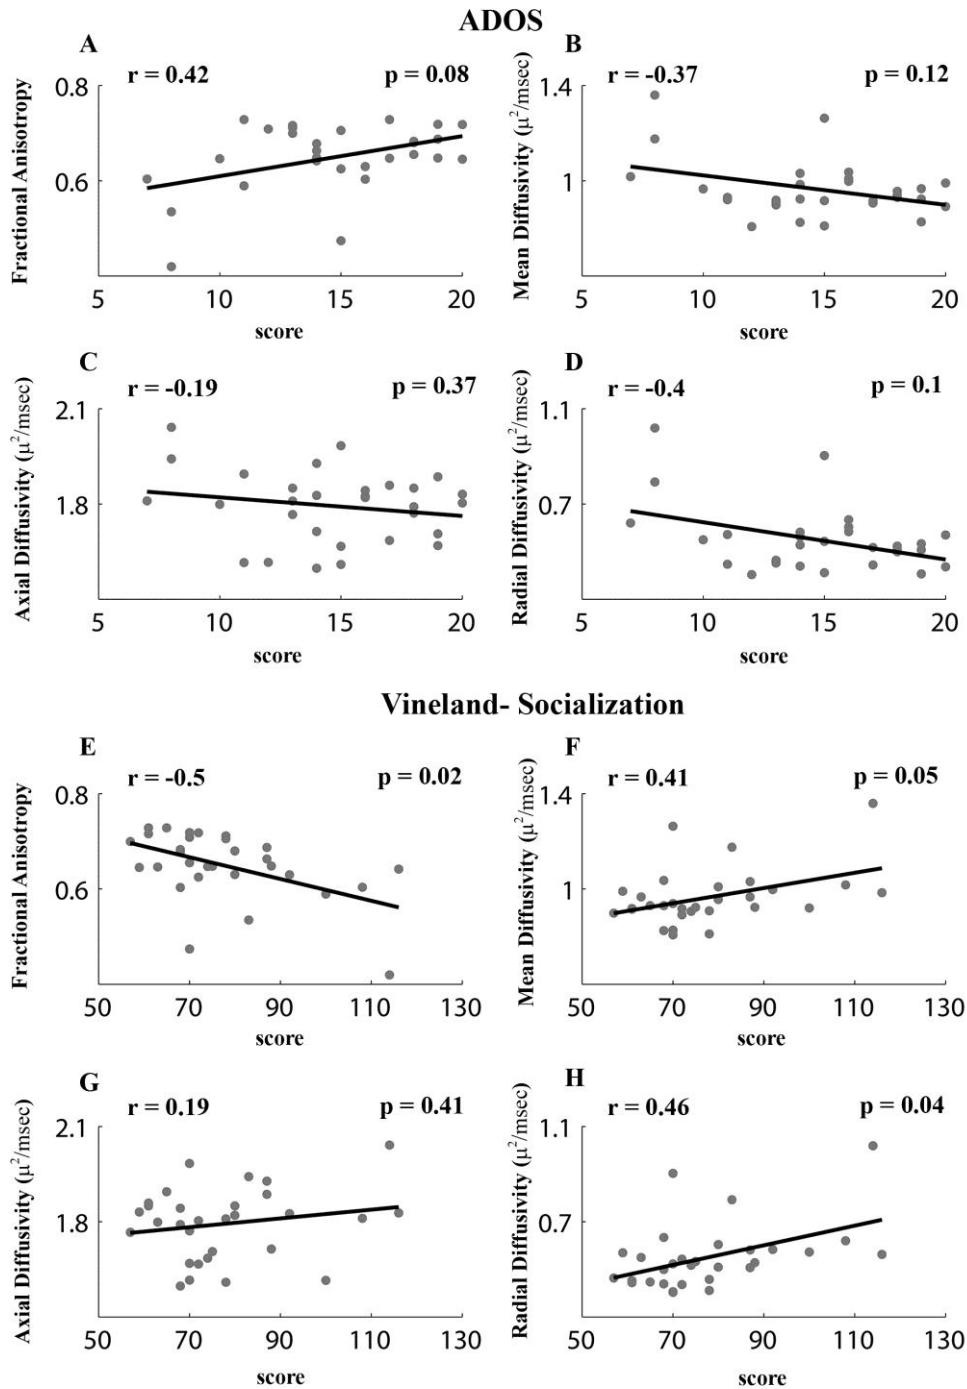 ADOS
A
r = 0.42
p = 0.08
Fractional Anisotropy
0.8
0.6
5
10
15
20
score
B
r = -0.37
p = 0.12
Mean Diffusivity (µ²/msec)
1.4
1
5
10
15
20
score
C
r = -0.19
p = 0.37
Axial Diffusivity (µ²/msec)
2.1
1.8
5
10
15
20
score
D
r = -0.4
p = 0.1
Radial Diffusivity (µ²/msec)
1.1
0.7
5
10
15
20
score
Vineland- Socialization
E
r = -0.5
p = 0.02
Fractional Anisotropy
0.8
0.6
50
70
90
110
130
score
F
r = 0.41
p = 0.05
Mean Diffusivity (µ²/msec)
1.4
1
50
70
90
110
130
score
G
r = 0.19
p = 0.41
Axial Diffusivity (µ²/msec)
2.1
1.8
50
70
90
110
130
score
H
r = 0.46
p = 0.04
Radial Diffusivity (µ²/msec)
1.1
0.7
50
70
90
110
130
score